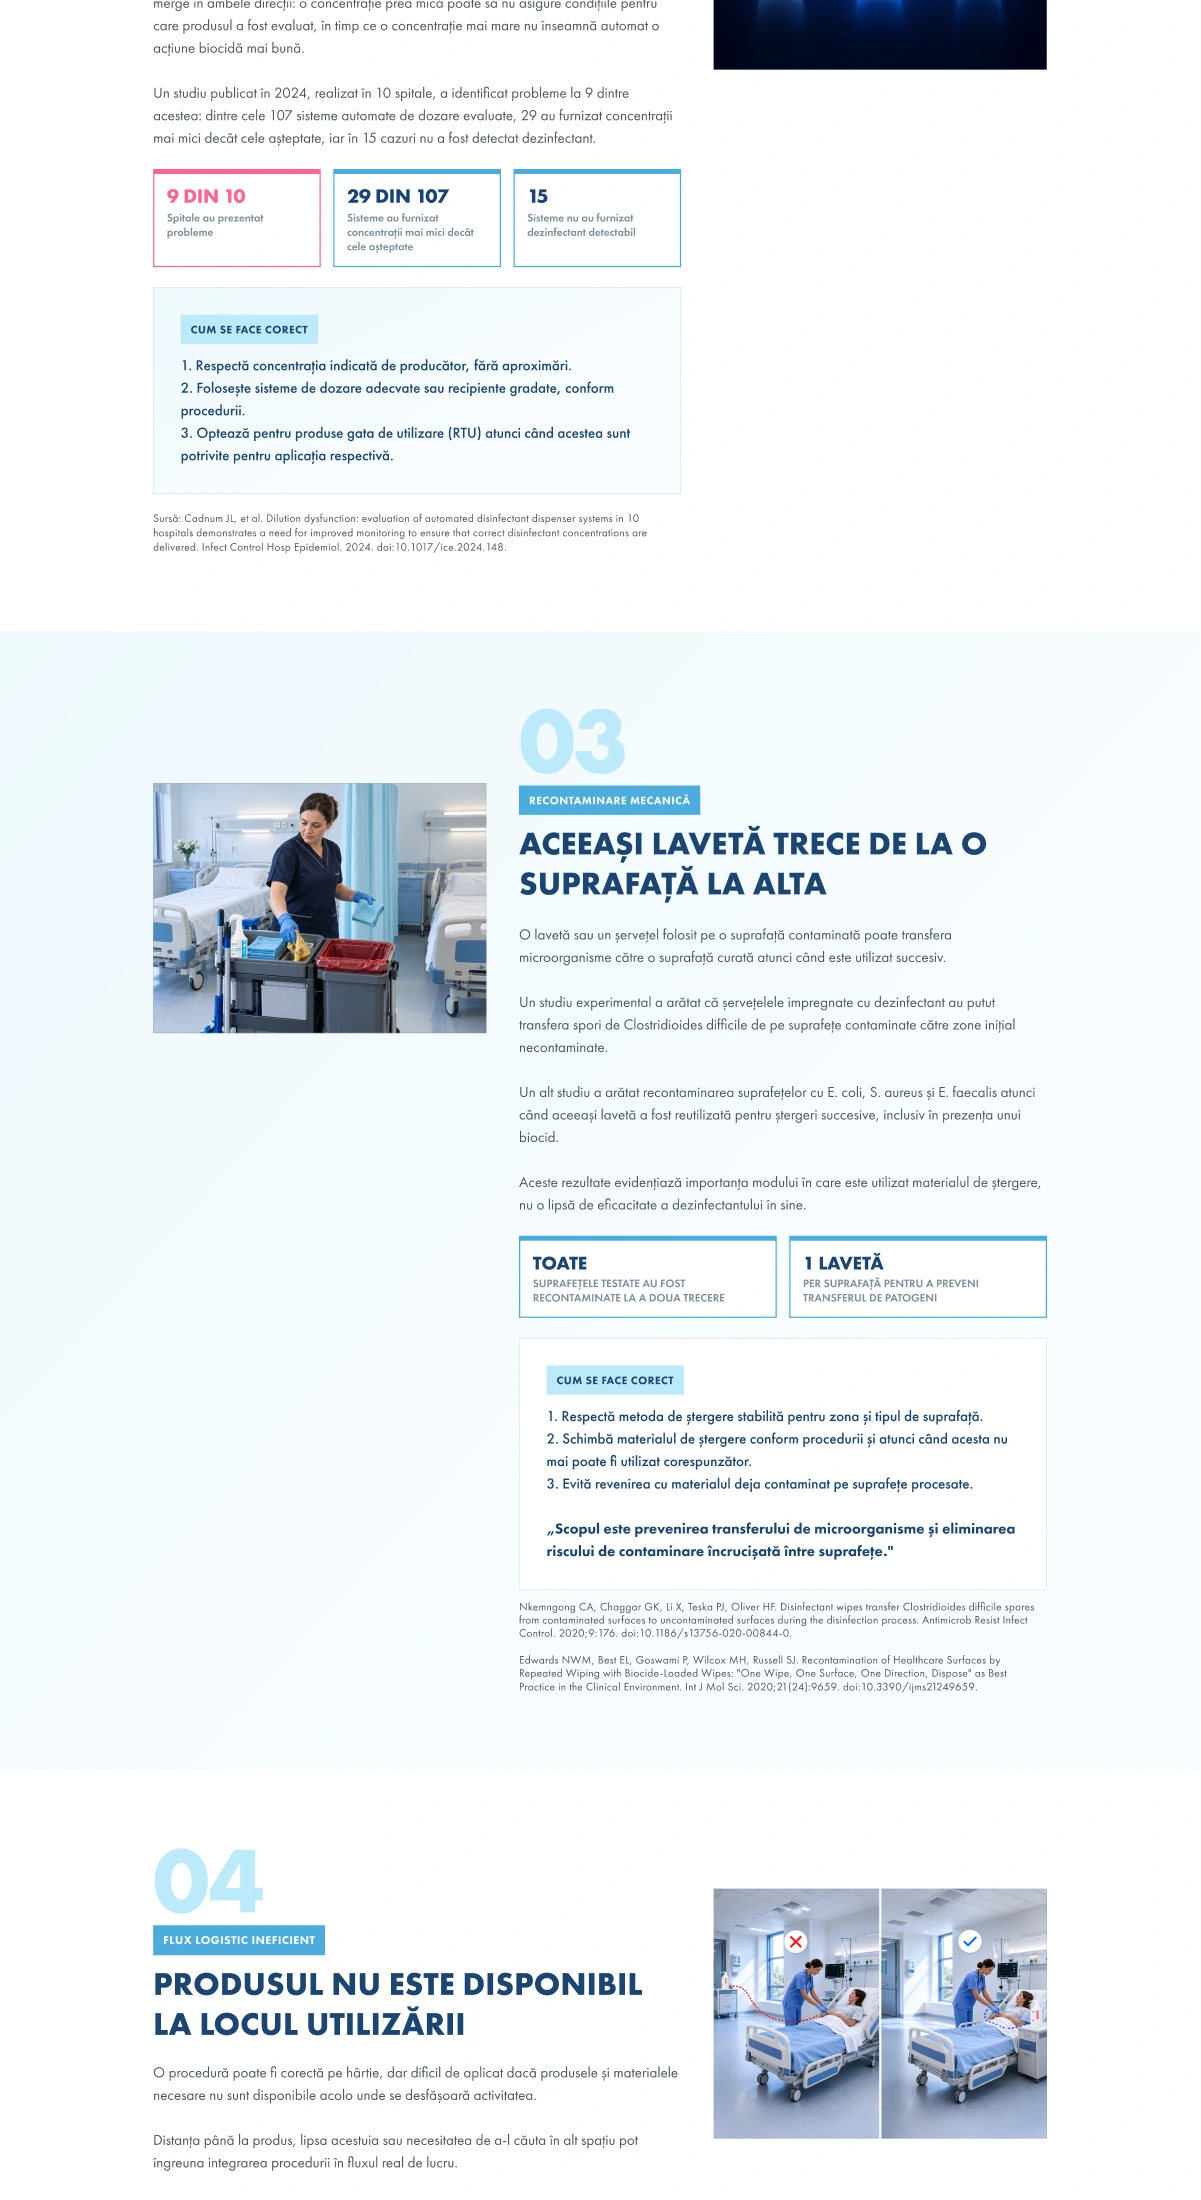 merge în ambele direcții: o concentrație prea mică poate să nu asigure condițiile pentru
care produsul a fost evaluat, în timp ce o concentrație mai mare nu înseamnă automat o
acțiune biocidă mai bună.
Un studiu publicat în 2024, realizat în 10 spitale, a identificat probleme la 9 dintre
acestea: dintre cele 107 sisteme automate de dozare evaluate, 29 au furnizat concentrații
mai mici decât cele așteptate, iar în 15 cazuri nu a fost detectat dezinfectant.
9 DIN 10
Spitale au prezentat
probleme
29 DIN 107
Sisteme au furnizat
concentrații mai mici decât
cele așteptate
15
Sisteme nu au furnizat
dezinfectant detectabil
CUM SE FACE CORECT
1. Respectă concentrația indicată de producător, fără aproximări.
2. Folosește sisteme de dozare adecvate sau recipiente gradate, conform
procedurii.
3. Optează pentru produse gata de utilizare (RTU) atunci când acestea sunt
potrivite pentru aplicația respectivă.
Sursă: Cadnum JL, et al. Dilution dysfunction: evaluation of automated disinfectant dispenser systems in 10
hospitals demonstrates a need for improved monitoring to ensure that correct disinfectant concentrations are
delivered. Infect Control Hosp Epidemiol. 2024. doi:10.1017/ice.2024.148.
03
RECONTAMINARE MECANICĂ
ACEEAȘI LAVETĂ TRECE DE LA O
SUPRAFAȚĂ LA ALTA
O lavetă sau un șervețel folosit pe o suprafață contaminată poate transfera
microorganisme către o suprafață curată atunci când este utilizat succesiv.
Un studiu experimental a arătat că șervețelele impregnate cu dezinfectant au putut
transfera spori de Clostridioides difficile de pe suprafețe contaminate către zone inițial
necontaminate.
Un alt studiu a arătat recontaminarea suprafețelor cu E. coli, S. aureus și E. faecalis atunci
când aceeași lavetă a fost reutilizată pentru ștergeri succesive, inclusiv în prezența unui
biocid.
Aceste rezultate evidențiază importanța modului în care este utilizat materialul de ștergere,
nu o lipsă de eficacitate a dezinfectantului în sine.
TOATE
SUPRAFEȚELE TESTATE AU FOST
RECONTAMINATE LA A DOUA TRECERE
1 LAVETĂ
PER SUPRAFAȚĂ PENTRU A PREVENI
TRANSFERUL DE PATOGENI
CUM SE FACE CORECT
1. Respectă metoda de ștergere stabilită pentru zona și tipul de suprafață.
2. Schimbă materialul de ștergere conform procedurii și atunci când acesta nu
mai poate fi utilizat corespunzător.
3. Evită revenirea cu materialul deja contaminat pe suprafețe procesate.
„Scopul este prevenirea transferului de microorganisme și eliminarea
riscului de contaminare încrucișată între suprafețe."
Nkemngong CA, Chaggar GK, Li X, Teska PJ, Oliver HF. Disinfectant wipes transfer Clostridioides difficile spores
from contaminated surfaces to uncontaminated surfaces during the disinfection process. Antimicrob Resist Infect
Control. 2020;9:176. doi:10.1186/s13756-020-00844-0.
Edwards NWM, Best EL, Goswami P, Wilcox MH, Russell SJ. Recontamination of Healthcare Surfaces by
Repeated Wiping with Biocide-Loaded Wipes: "One Wipe, One Surface, One Direction, Dispose" as Best
Practice in the Clinical Environment. Int J Mol Sci. 2020;21(24):9659. doi:10.3390/ijms21249659.
04
FLUX LOGISTIC INEFICIENT
PRODUSUL NU ESTE DISPONIBIL
LA LOCUL UTILIZĂRII
O procedură poate fi corectă pe hârtie, dar dificil de aplicat dacă produsele și materialele
necesare nu sunt disponibile acolo unde se desfășoară activitatea.
Distanța până la produs, lipsa acestuia sau necesitatea de a-l căuta în alt spațiu pot
îngreuna integrarea procedurii în fluxul real de lucru.